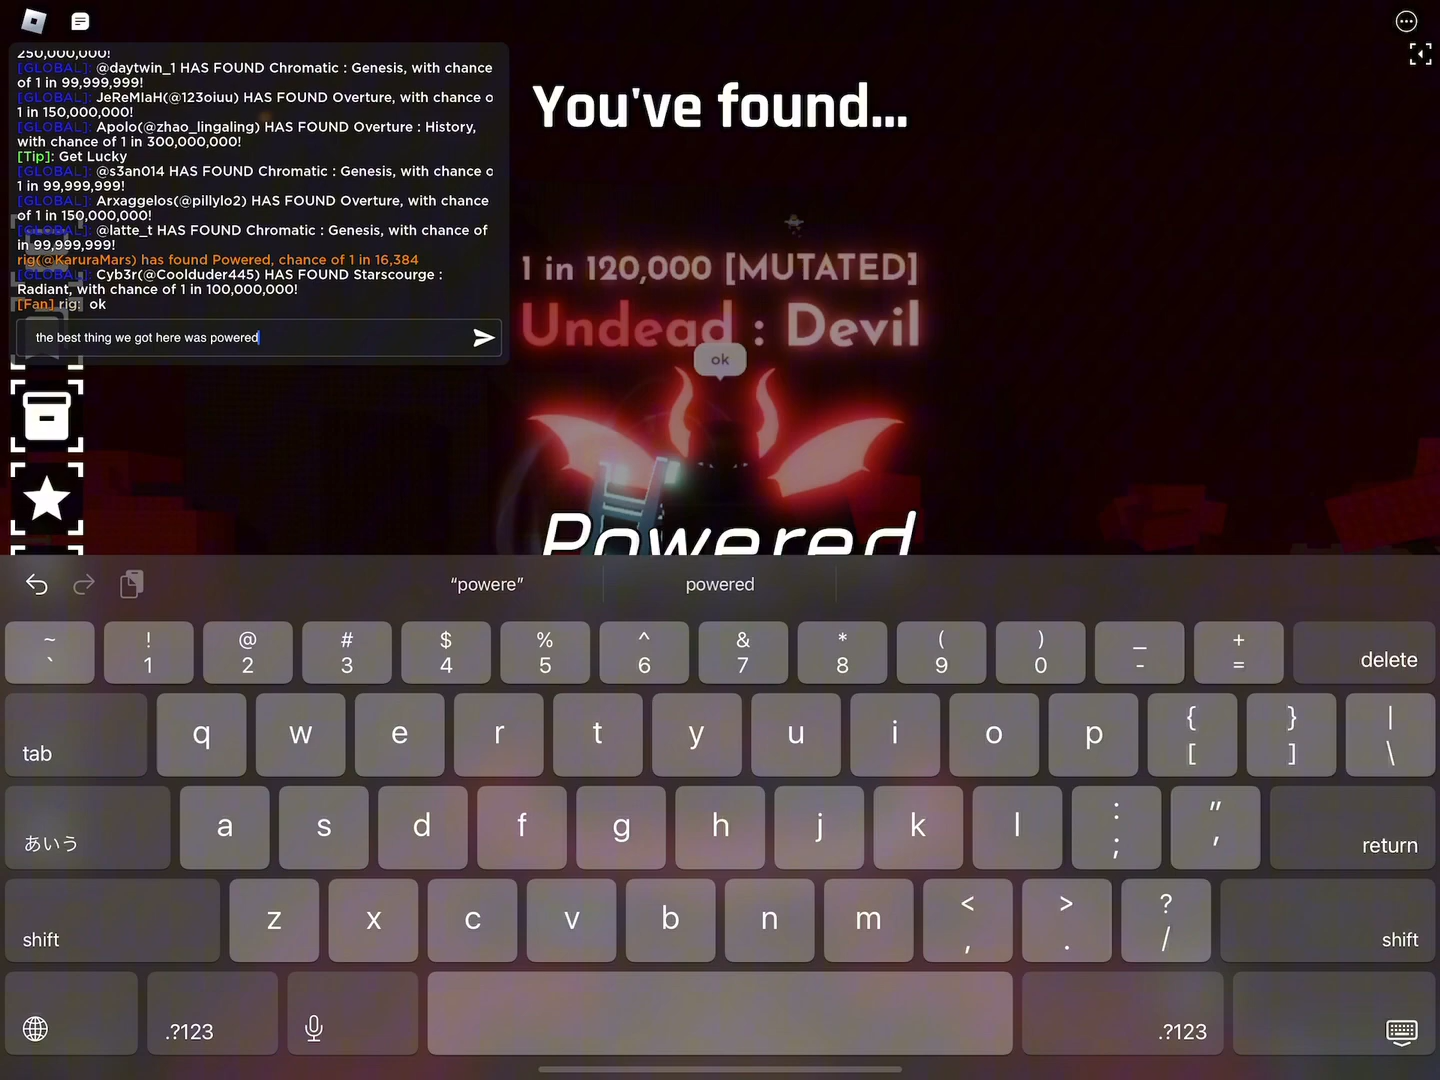 250,000,000!
[GLOBAL]: @daytwin_1 HAS FOUND Chromatic : Genesis, with chance
of 1 in 99,999,999!
[GLOBAL]: JeReMIaH(@123oiuu) HAS FOUND Overture, with chance o
1 in 150,000,000!
[GLOBAL]: Apolo(@zhao_lingaling) HAS FOUND Overture : History,
with chance of 1 in 300,000,000!
[Tip]: Get Lucky
[GLOBAL]: @s3an014 HAS FOUND Chromatic : Genesis, with chance o
1 in 99,999,999!
[GLOBAL]: Arxaggelos(@pillylo2) HAS FOUND Overture, with chance
of 1 in 150,000,000!
[GLOBAL]: @latte_t HAS FOUND Chromatic : Genesis, with chance of
in 99,999,999!
rig(@KaruraMars) has found Powered, chance of 1 in 16,384
[GLOBAL]: Cyb3r(@Coolduder445) HAS FOUND Starscourge :
Radiant, with chance of 1 in 100,000,000!
[Fan] rig: ok
the best thing we got here was powered
You've found...
1 in 120,000 [MUTATED]
Undead : Devil
ok
Powered
“powere” powered
~ ! @ # $ % ^ & * ( ) _ +
` 1 2 3 4 5 6 7 8 9 0 - = delete
tab q w e r t y u i o p { [ } ] | \
あいう a s d f g h j k l : ; " ' return
shift z x c v b n m < , > . ? / shift
.?123 .?123